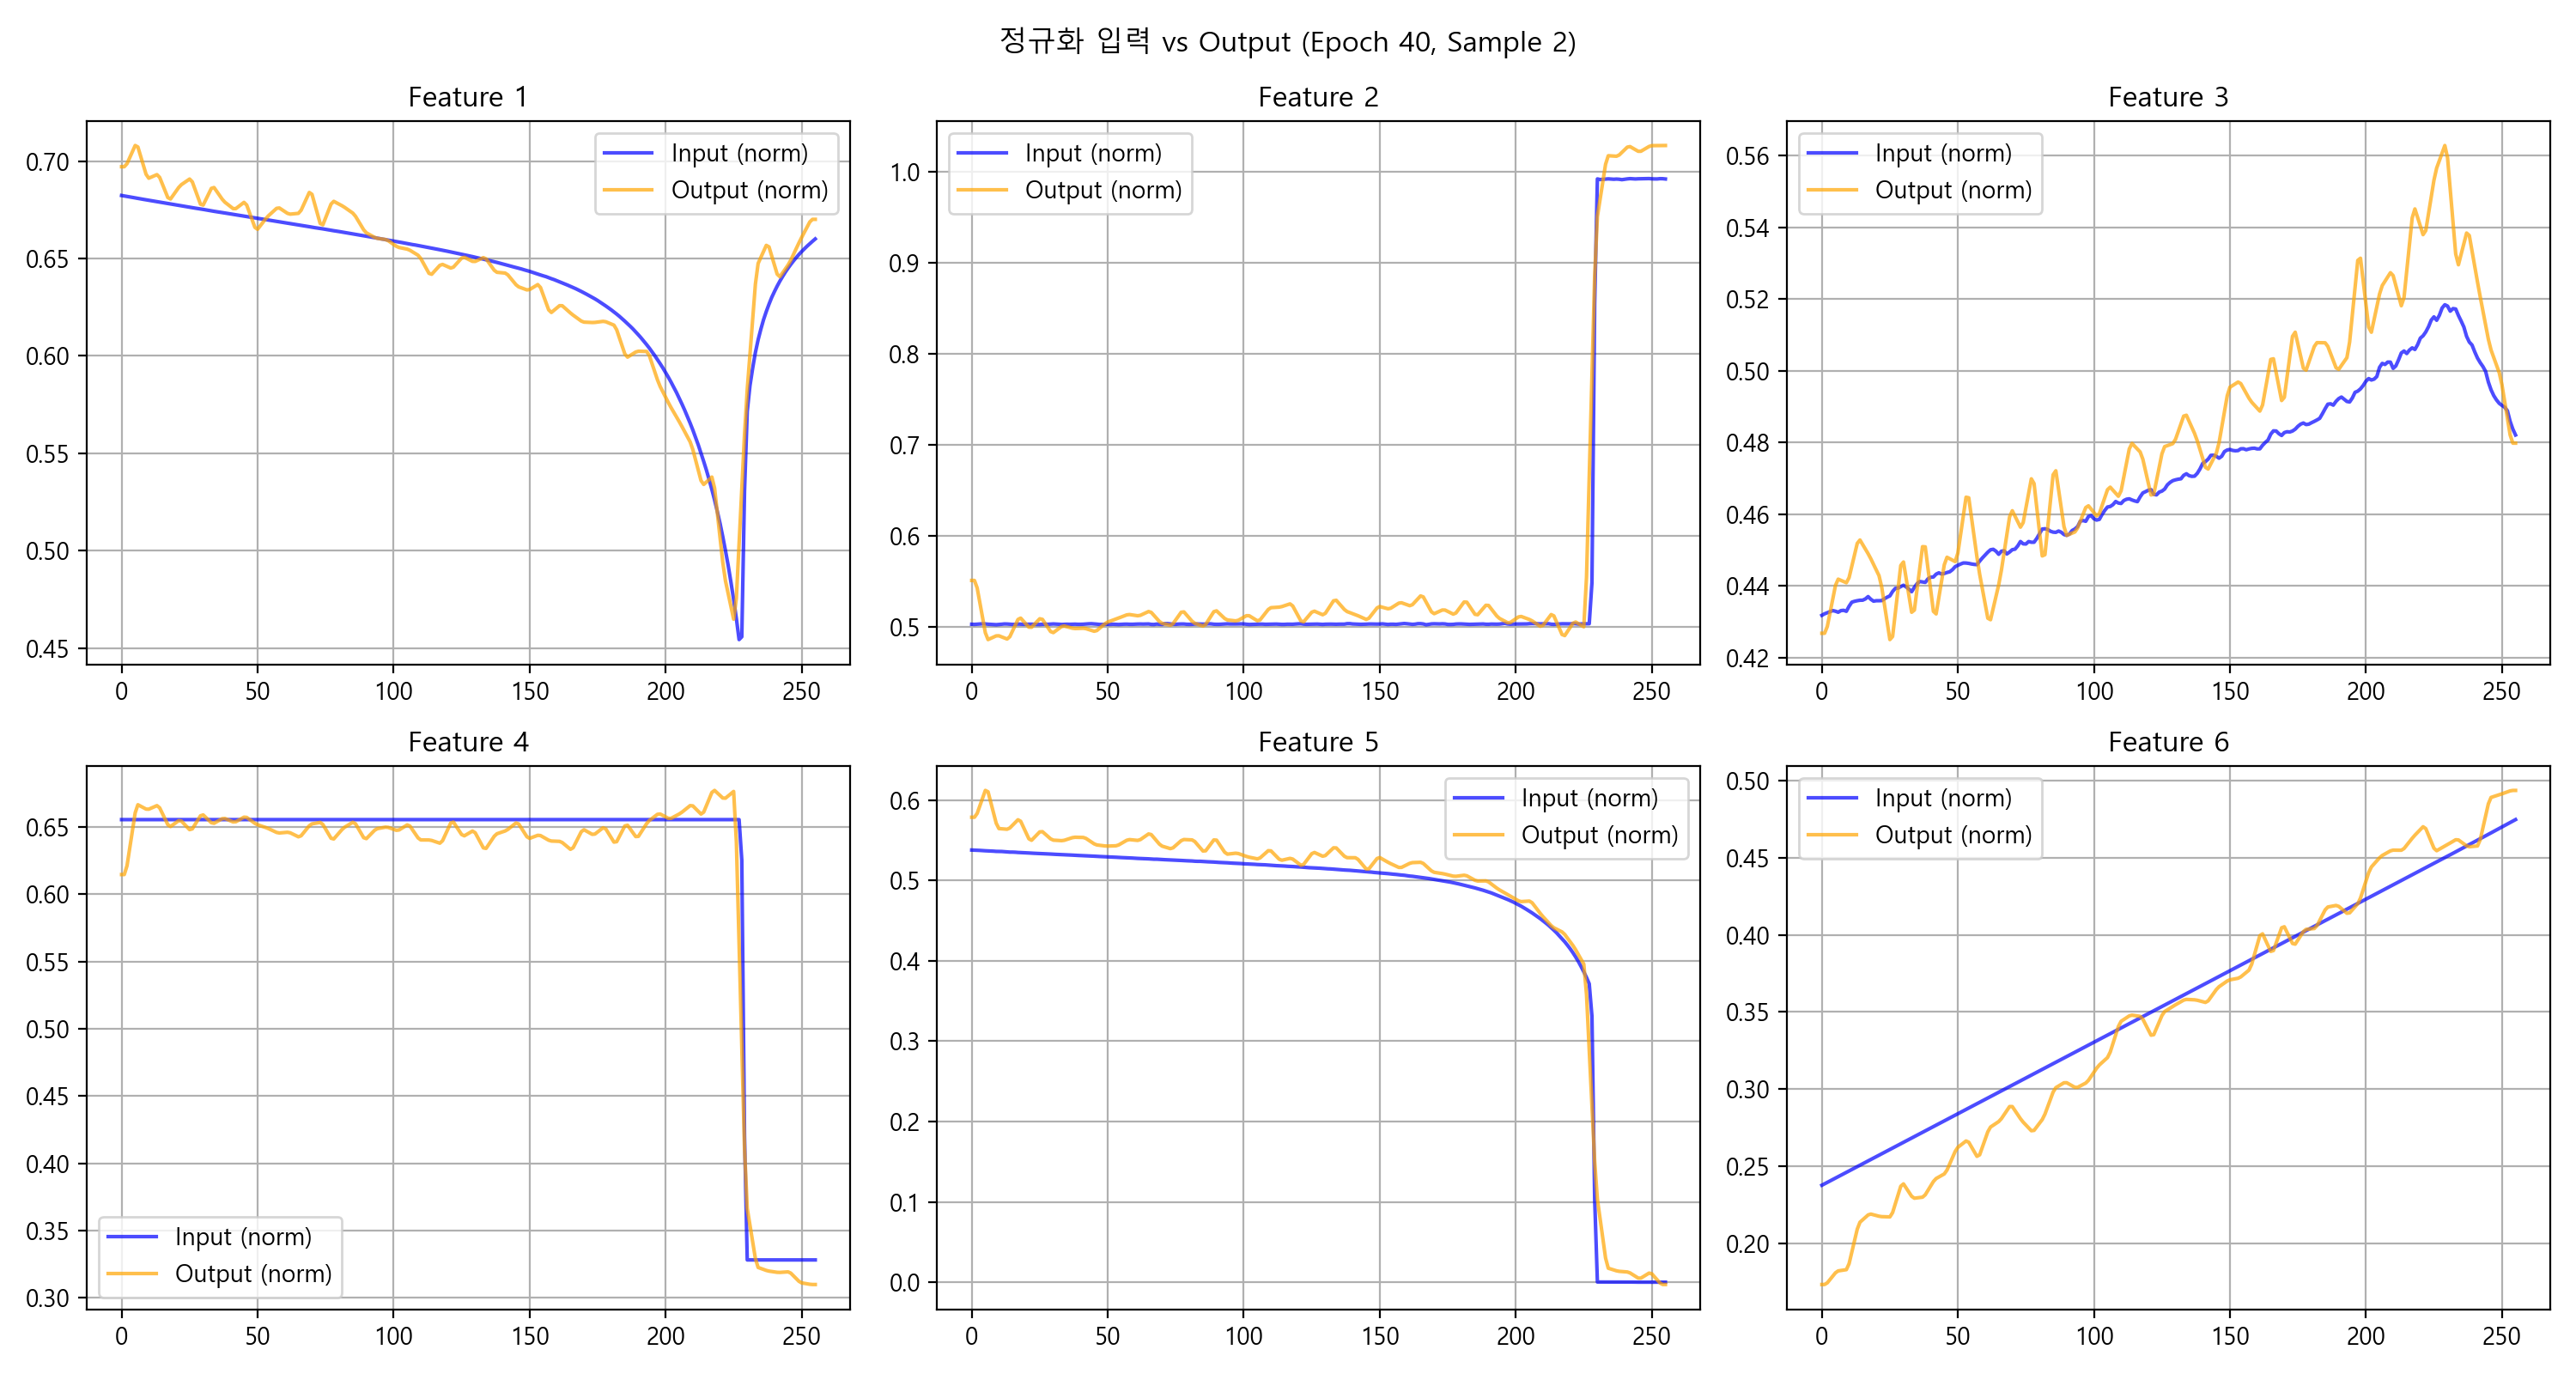 정규화 입력 vs Output (Epoch 40, Sample 2)
Feature 1
Input (norm)
Output (norm)
0.70
0.65
0.60
0.55
0.50
0.45
0 50 100 150 200 250
Feature 2
Input (norm)
Output (norm)
1.0
0.9
0.8
0.7
0.6
0.5
0 50 100 150 200 250
Feature 3
Input (norm)
Output (norm)
0.56
0.54
0.52
0.50
0.48
0.46
0.44
0.42
0 50 100 150 200 250
Feature 4
0.65
0.60
0.55
0.50
0.45
0.40
0.35
0.30
Input (norm)
Output (norm)
0 50 100 150 200 250
Feature 5
Input (norm)
Output (norm)
0.6
0.5
0.4
0.3
0.2
0.1
0.0
0 50 100 150 200 250
Feature 6
Input (norm)
Output (norm)
0.50
0.45
0.40
0.35
0.30
0.25
0.20
0 50 100 150 200 250